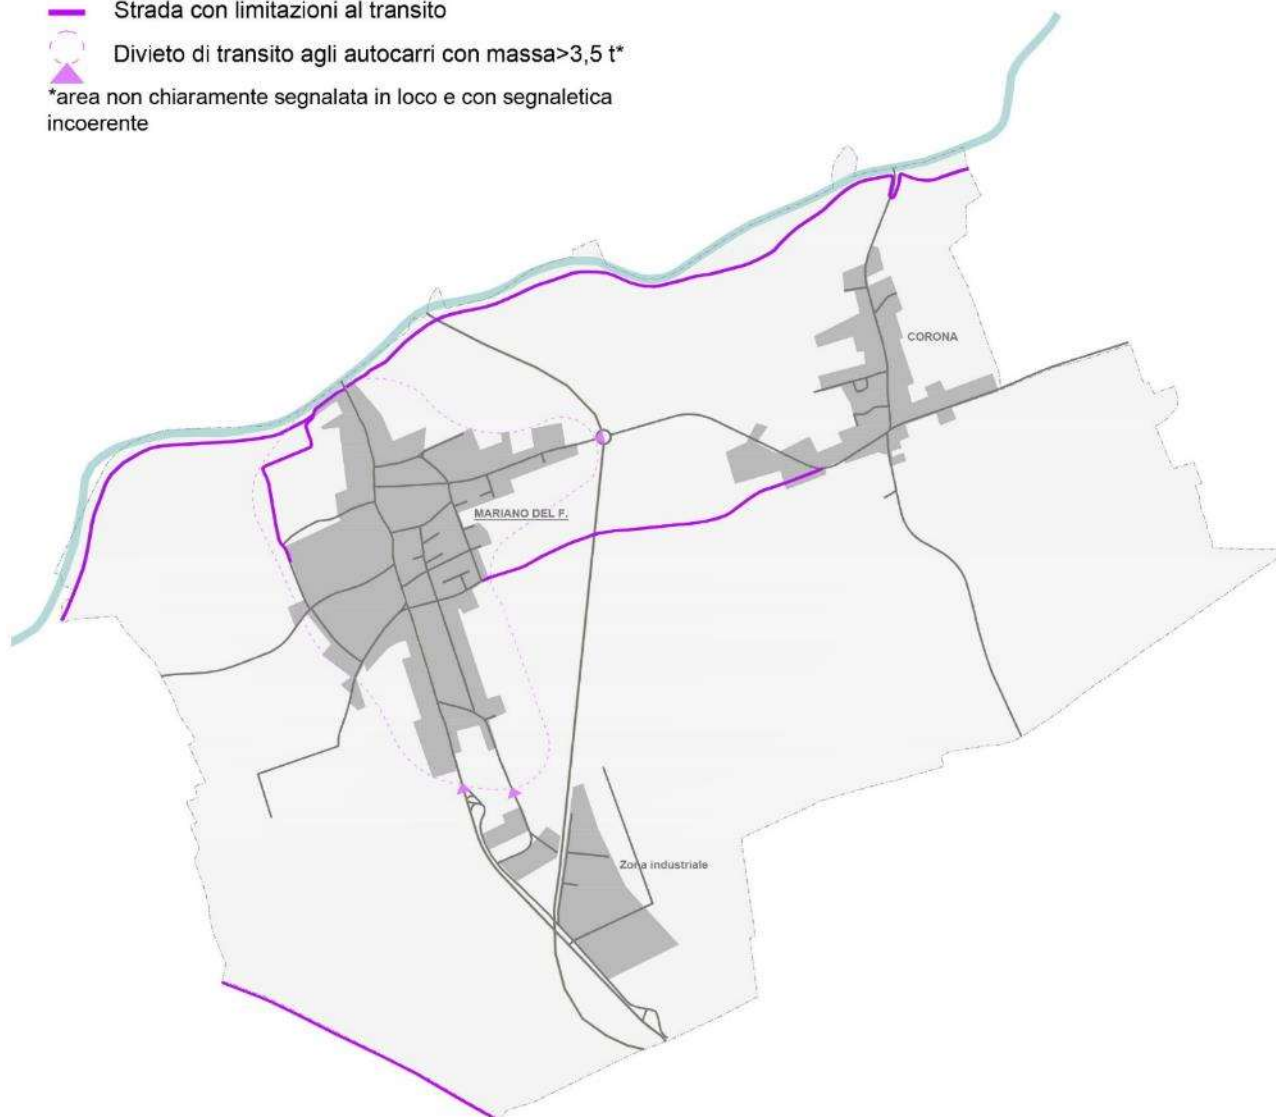 Strada con limitazioni al transito
Divieto di transito agli autocarri con massa>3,5 t*
*area non chiaramente segnalata in loco e con segnaletica
incoerente
CORONA
MARIANO DEL F.
Zona industriale